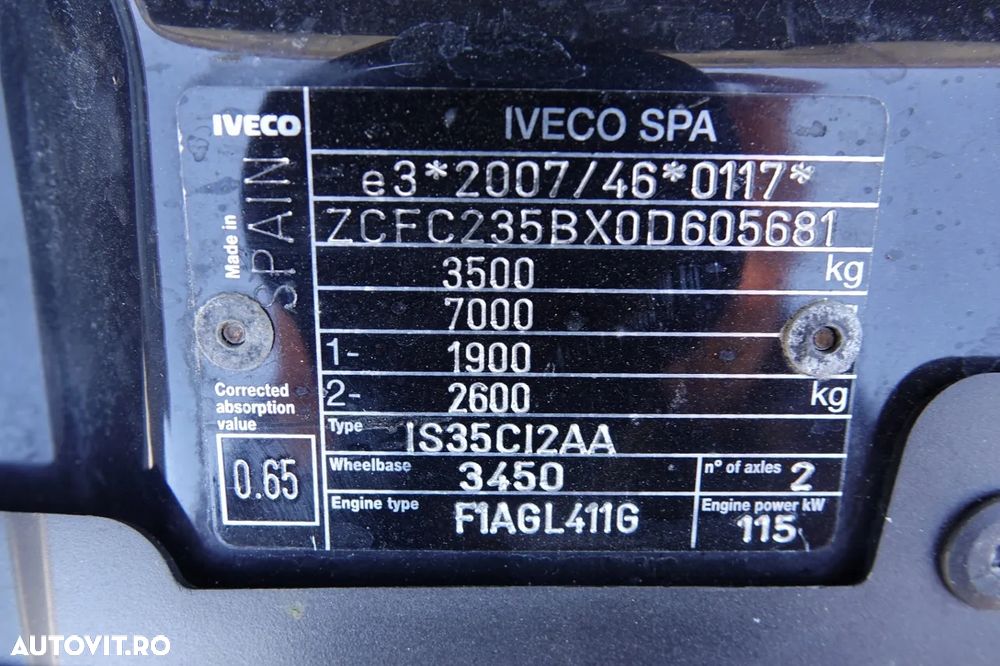 IVECO IVECO SPA
e3*2007/46*0117*
ZCFC235BX0D605681
3500 kg
7000
1- 1900
2- 2600 kg
Made in SPAIN
Corrected
absorption
value
0.65
Type IS35CI2AA
Wheelbase 3450 n° of axles 2
Engine type F1AGL411G Engine power kW
115
AUTOVIT.RO